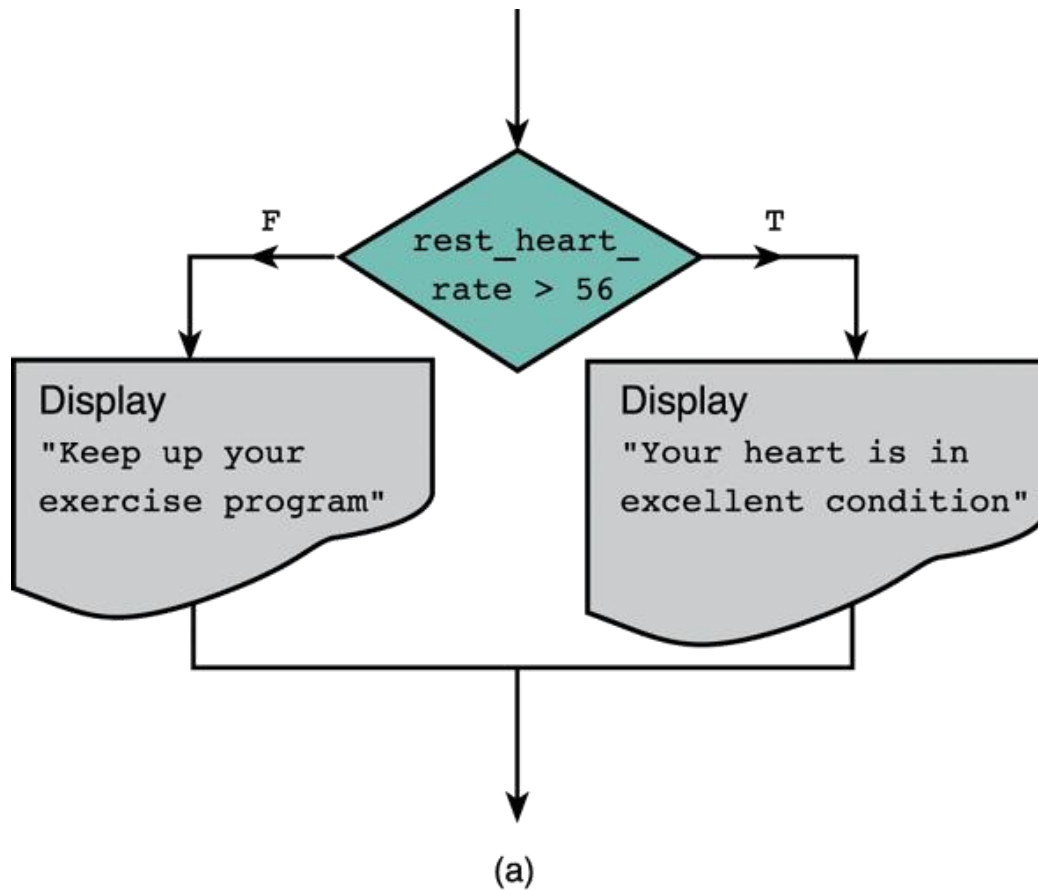 F
T
rest_heart_
rate > 56
Display
"Keep up your
exercise program"
Display
"Your heart is in
excellent condition"
(a)